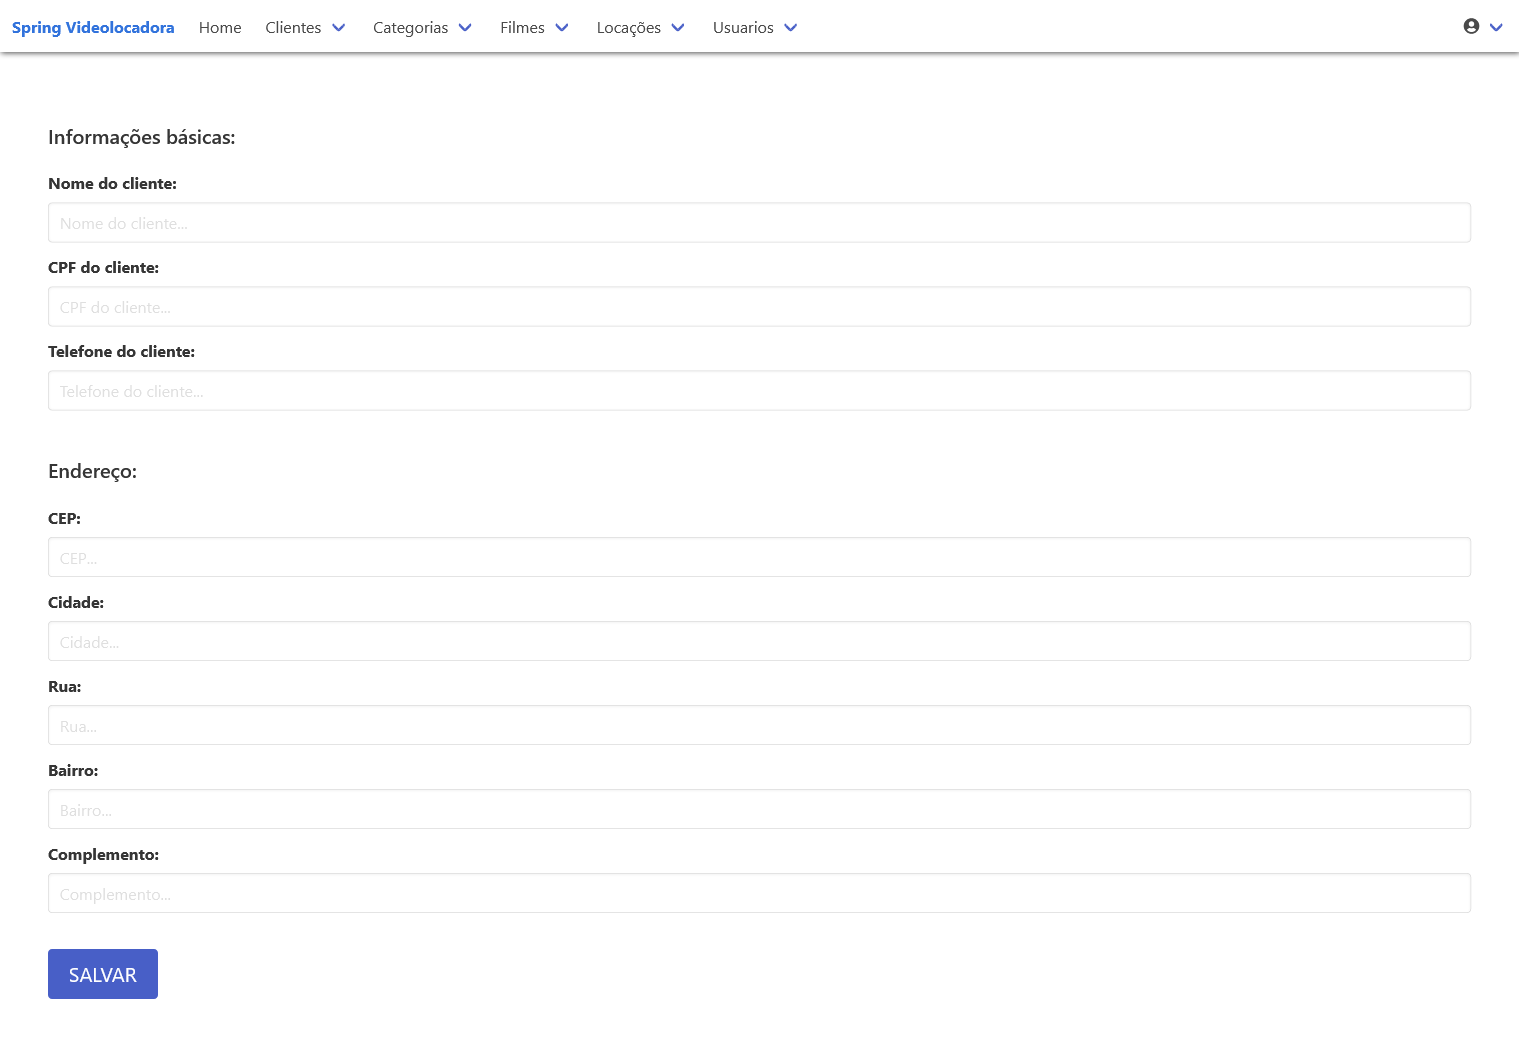 Spring Videolocadora Home Clientes Categorias Filmes Locações Usuarios
Informações básicas:
Nome do cliente:
Nome do cliente...
CPF do cliente:
CPF do cliente...
Telefone do cliente:
Telefone do cliente...
Endereço:
CEP:
CEP...
Cidade:
Cidade...
Rua:
Rua...
Bairro:
Bairro...
Complemento:
Complemento...
SALVAR